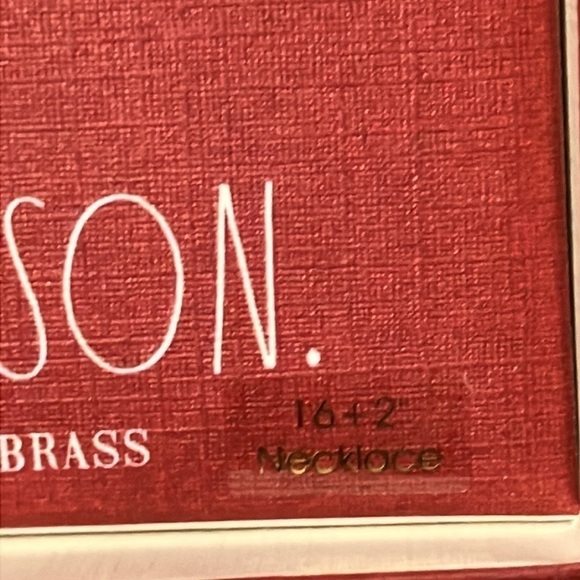 SON.
BRASS
16+2"
Necklace